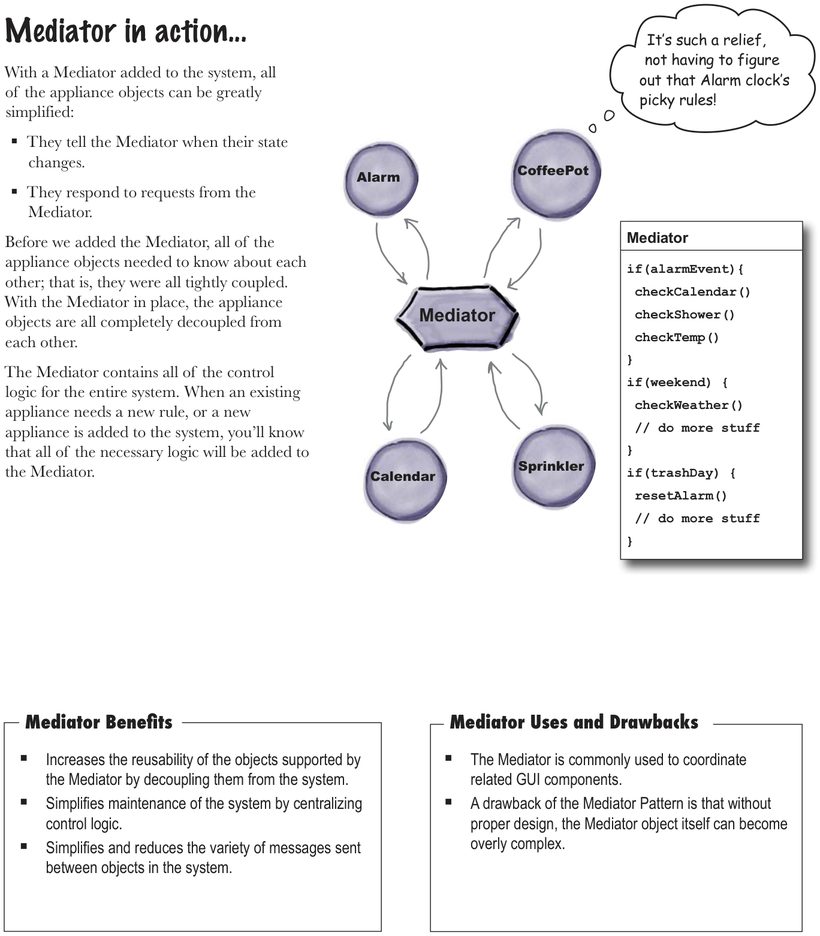 Mediator in action...
With a Mediator added to the system, all
of the appliance objects can be greatly
simplified:
▪ They tell the Mediator when their state
changes.
▪ They respond to requests from the
Mediator.
Before we added the Mediator, all of the
appliance objects needed to know about each
other; that is, they were all tightly coupled.
With the Mediator in place, the appliance
objects are all completely decoupled from
each other.
The Mediator contains all of the control
logic for the entire system. When an existing
appliance needs a new rule, or a new
appliance is added to the system, you’ll know
that all of the necessary logic will be added to
the Mediator.
It’s such a relief,
not having to figure
out that Alarm clock’s
picky rules!
Alarm
CoffeePot
Mediator
Calendar
Sprinkler
Mediator
if(alarmEvent){
checkCalendar()
checkShower()
checkTemp()
}
if(weekend) {
checkWeather()
// do more stuff
}
if(trashDay) {
resetAlarm()
// do more stuff
}
Mediator Benefits
▪ Increases the reusability of the objects supported by
the Mediator by decoupling them from the system.
▪ Simplifies maintenance of the system by centralizing
control logic.
▪ Simplifies and reduces the variety of messages sent
between objects in the system.
Mediator Uses and Drawbacks
▪ The Mediator is commonly used to coordinate
related GUI components.
▪ A drawback of the Mediator Pattern is that without
proper design, the Mediator object itself can become
overly complex.